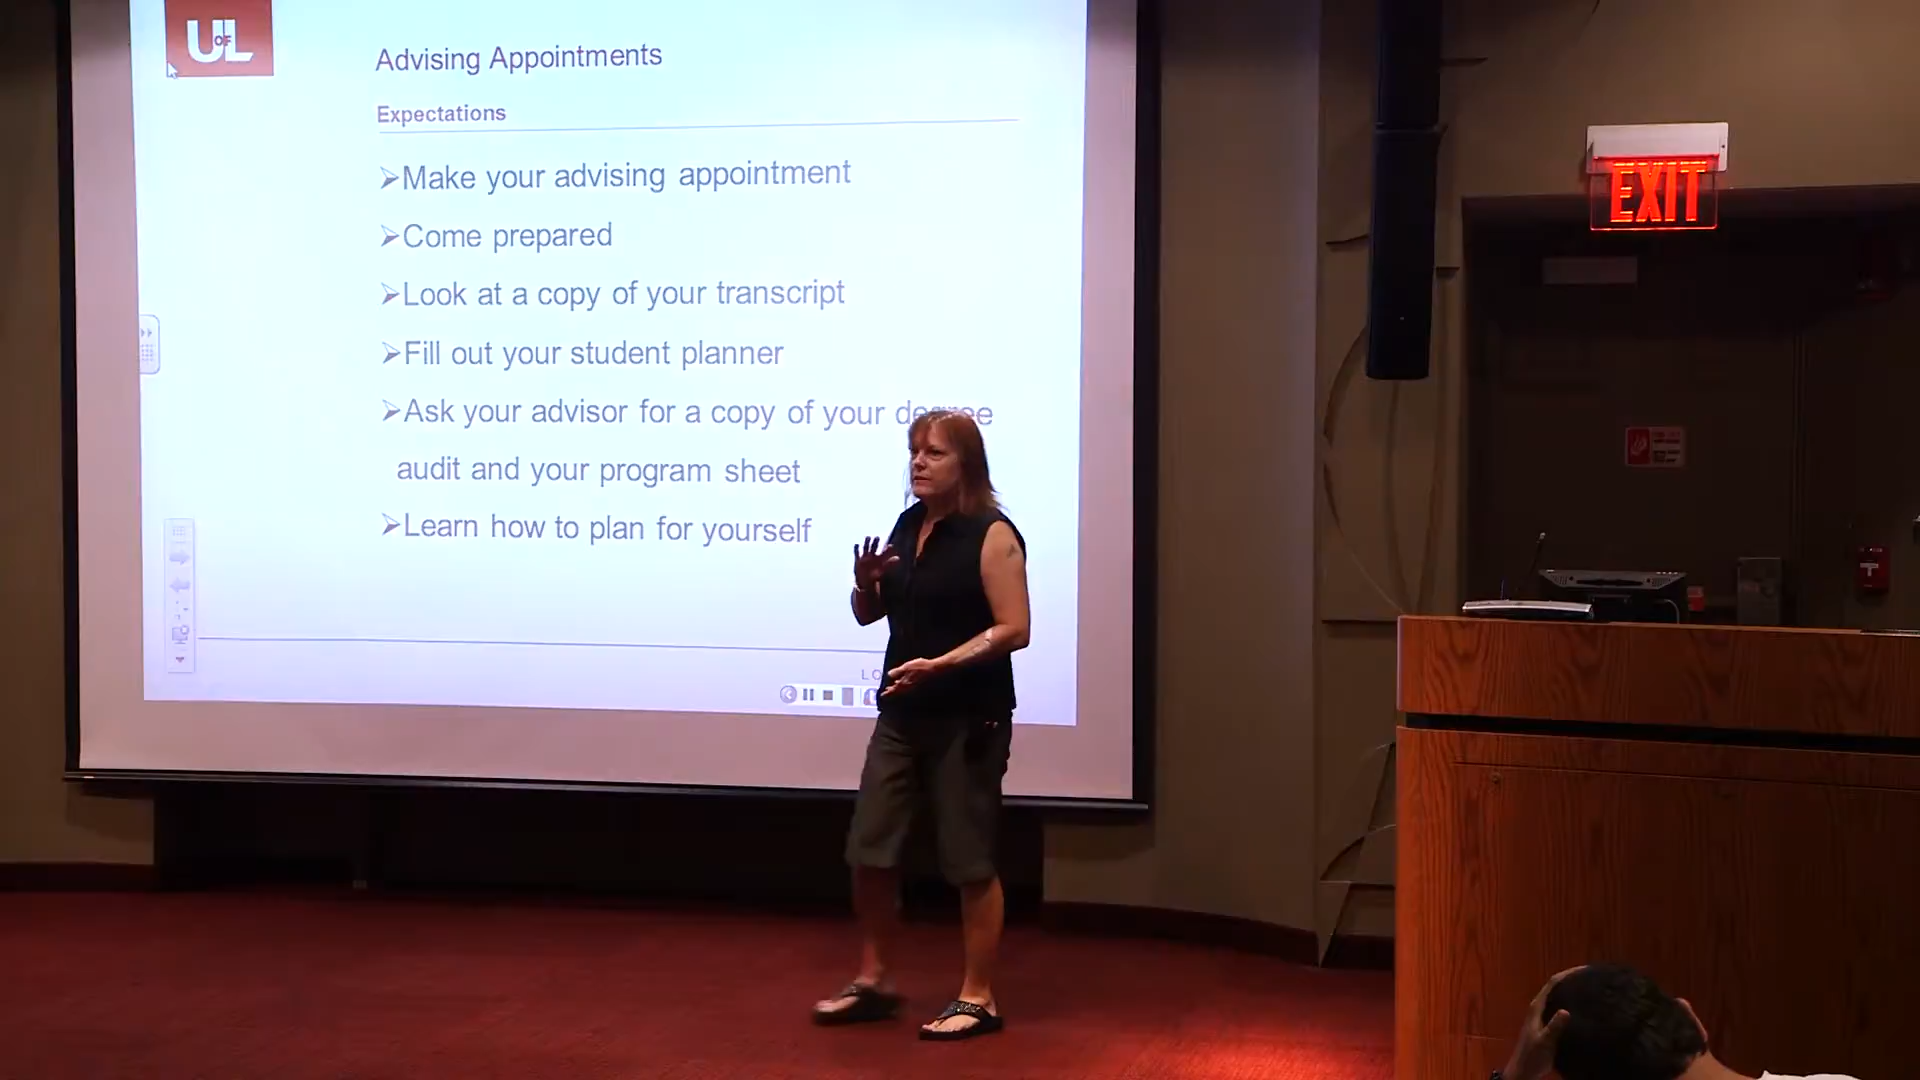 UOFL
Advising Appointments
Expectations
➢Make your advising appointment
➢Come prepared
➢Look at a copy of your transcript
➢Fill out your student planner
➢Ask your advisor for a copy of your degree
audit and your program sheet
➢Learn how to plan for yourself
LO
EXIT